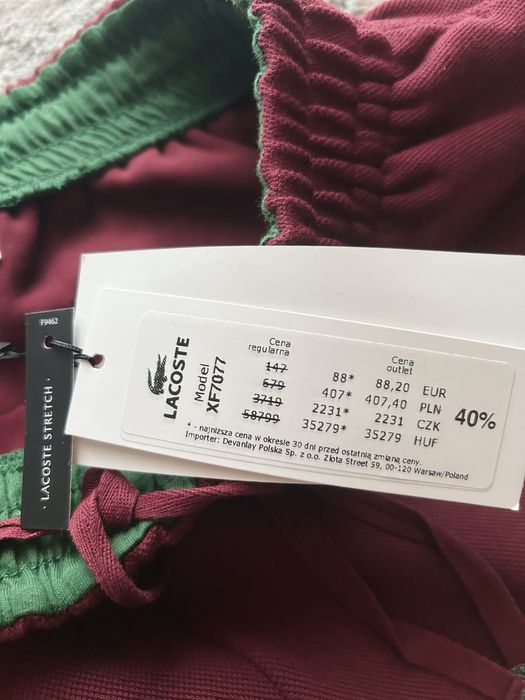 F9462
· LACOSTE STRETCH ·
LACOSTE
Model
XF7077
Cena
regularna
Cena
outlet
147 88* 88,20 EUR
679 407* 407,40 PLN
3719 2231* 2231 CZK
58799 35279* 35279 HUF
40%
* - najniższa cena w okresie 30 dni przed ostatnią zmianą ceny.
Importer: Devanlay Polska Sp. z o.o. Zlota Street 59, 00-120 Warsaw/Poland